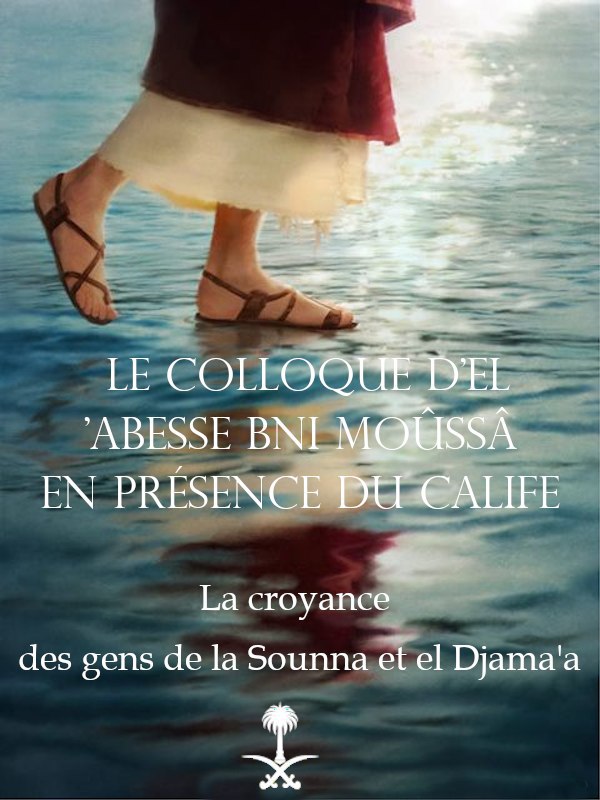 LE COLLOQUE D'EL
'ABESSE BNI MOÛSSÂ
EN PRÉSENCE DU CALIFE
La croyance
des gens de la Sounna et el Djama'a